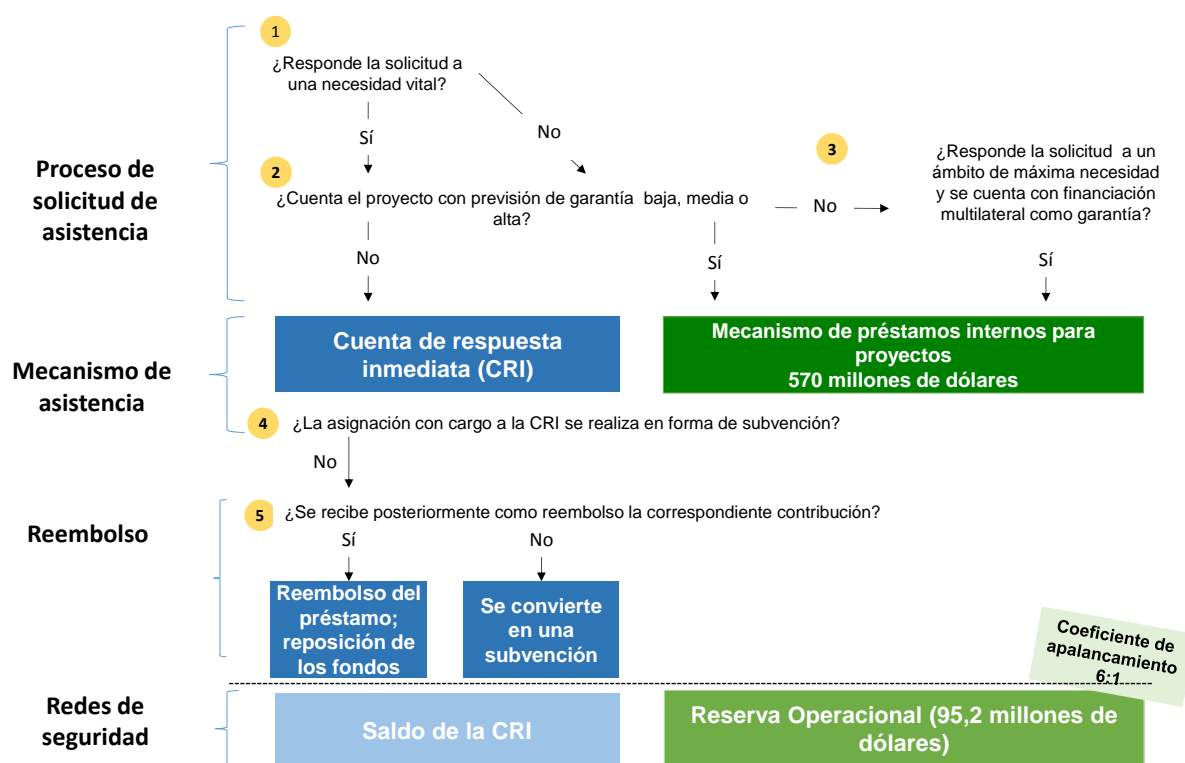 1
¿Responde la solicitud a
una necesidad vital?
Sí
No
Proceso de
solicitud de
asistencia
2
¿Cuenta el proyecto con previsión de garantía baja, media o
alta?
No
Sí
No
3
¿Responde la solicitud a un
ámbito de máxima necesidad
y se cuenta con financiación
multilateral como garantía?
Sí
Mecanismo de
asistencia
Cuenta de respuesta
inmediata (CRI)
Mecanismo de préstamos internos para
proyectos
570 millones de dólares
4
¿La asignación con cargo a la CRI se realiza en forma de subvención?
No
Reembolso
5
¿Se recibe posteriormente como reembolso la correspondiente contribución?
Sí
No
Reembolso del
préstamo;
reposición de
los fondos
Se convierte
en una
subvención
Coeficiente de
apalancamiento
6:1
Redes de
seguridad
Saldo de la CRI
Reserva Operacional (95,2 millones de
dólares)